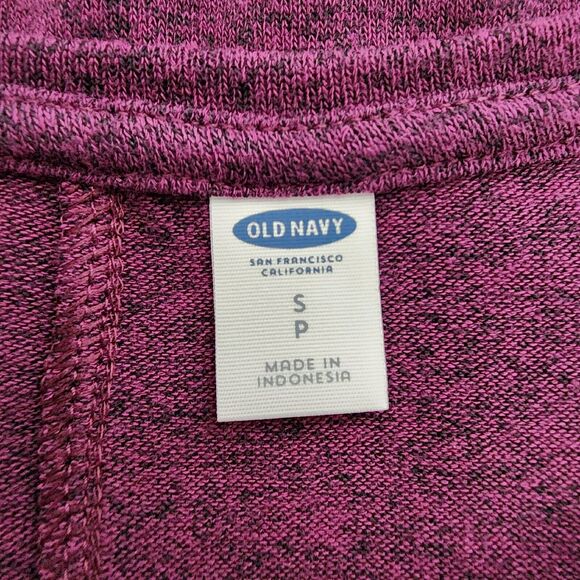 OLD NAVY
SAN FRANCISCO
CALIFORNIA
S
P
MADE IN
INDONESIA